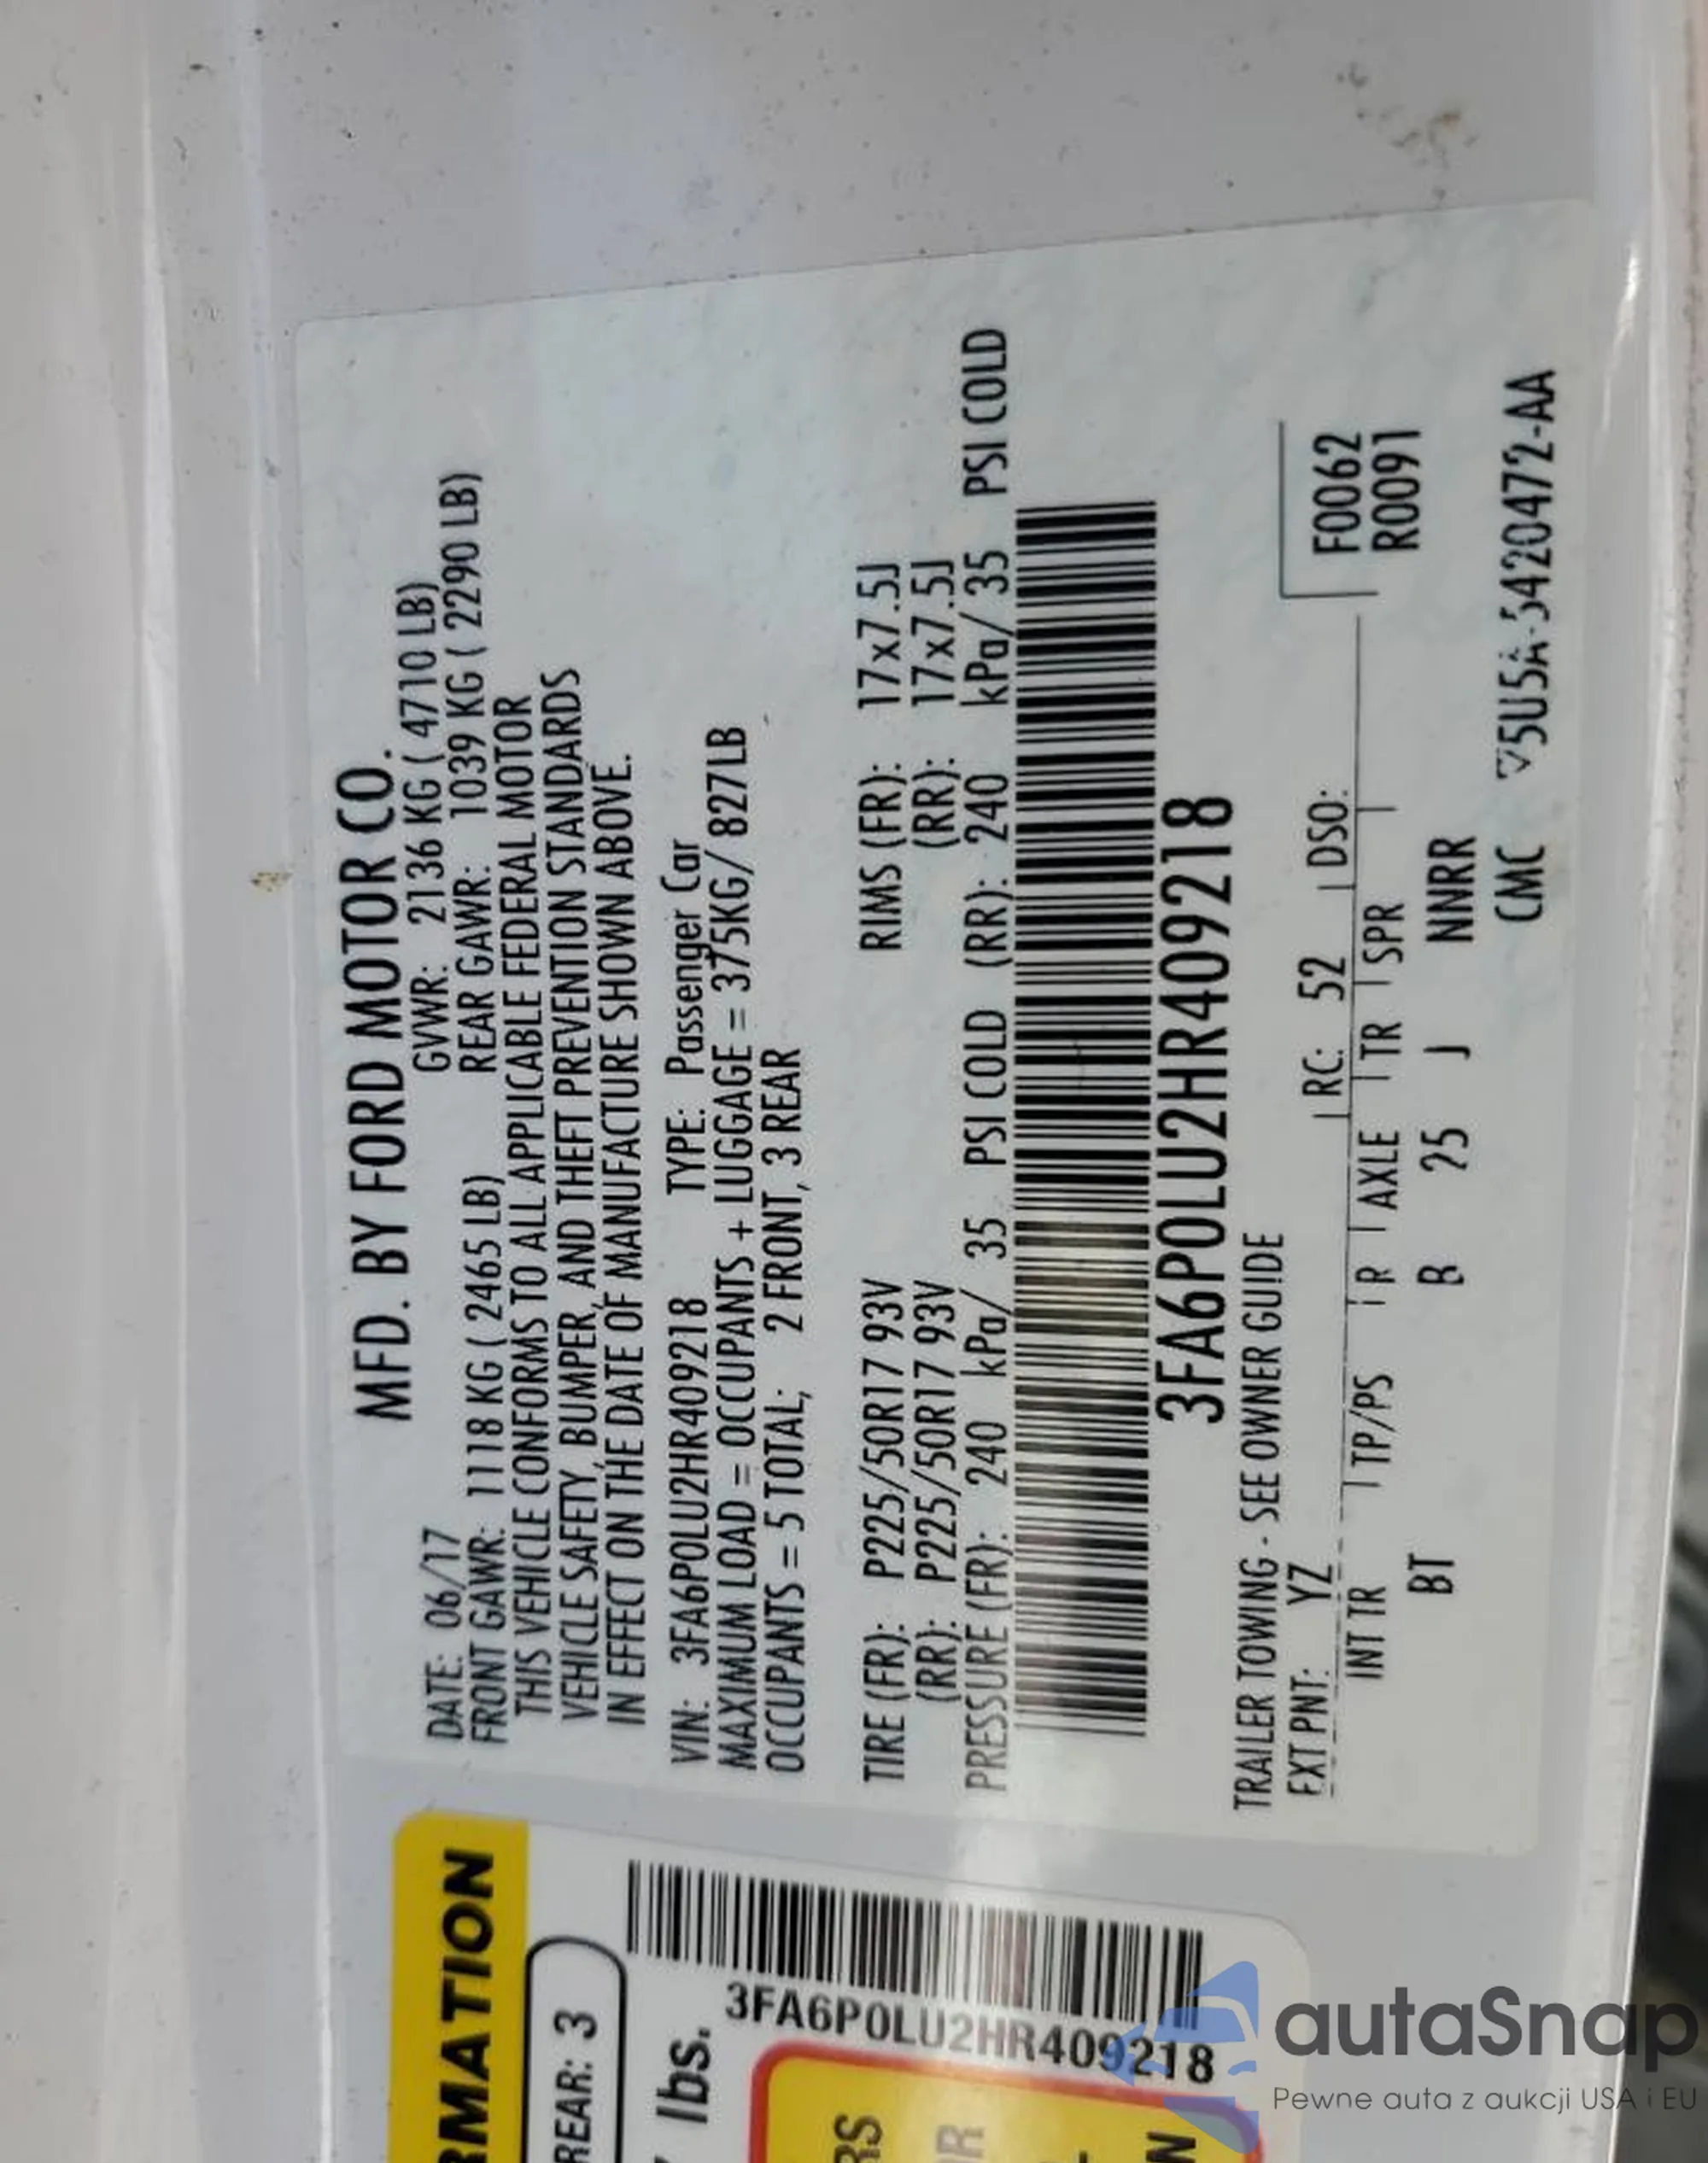 MFD. BY FORD MOTOR CO.
DATE: 06/17 GVWR: 2136 KG ( 4710 LB)
FRONT GAWR: 1118 KG ( 2465 LB) REAR GAWR: 1039 KG ( 2290 LB)
THIS VEHICLE CONFORMS TO ALL APPLICABLE FEDERAL MOTOR
VEHICLE SAFETY, BUMPER, AND THEFT PREVENTION STANDARDS
IN EFFECT ON THE DATE OF MANUFACTURE SHOWN ABOVE.
VIN: 3FA6P0LU2HR409218 TYPE: Passenger Car
MAXIMUM LOAD = OCCUPANTS + LUGGAGE = 375KG/ 827LB
OCCUPANTS = 5 TOTAL; 2 FRONT, 3 REAR
TIRE (FR): P225/50R17 93V RIMS (FR): 17x7.5J
(RR): P225/50R17 93V (RR): 17x7.5J
PRESSURE (FR): 240 kPa/ 35 PSI COLD (RR): 240 kPa/ 35 PSI COLD
3FA6P0LU2HR409218
TRAILER TOWING - SEE OWNER GUIDE
EXT PNT: YZ RC: 52 DSO:
F0062
R0091
INT TR TP/PS R AXLE TR SPR
BT B 25 J NNRR
CMC
RMATION
REAR: 3
lbs.
3FA6P0LU2HR409218
RS
R
N
autaSnap
Pewne auta z aukcji USA i EU